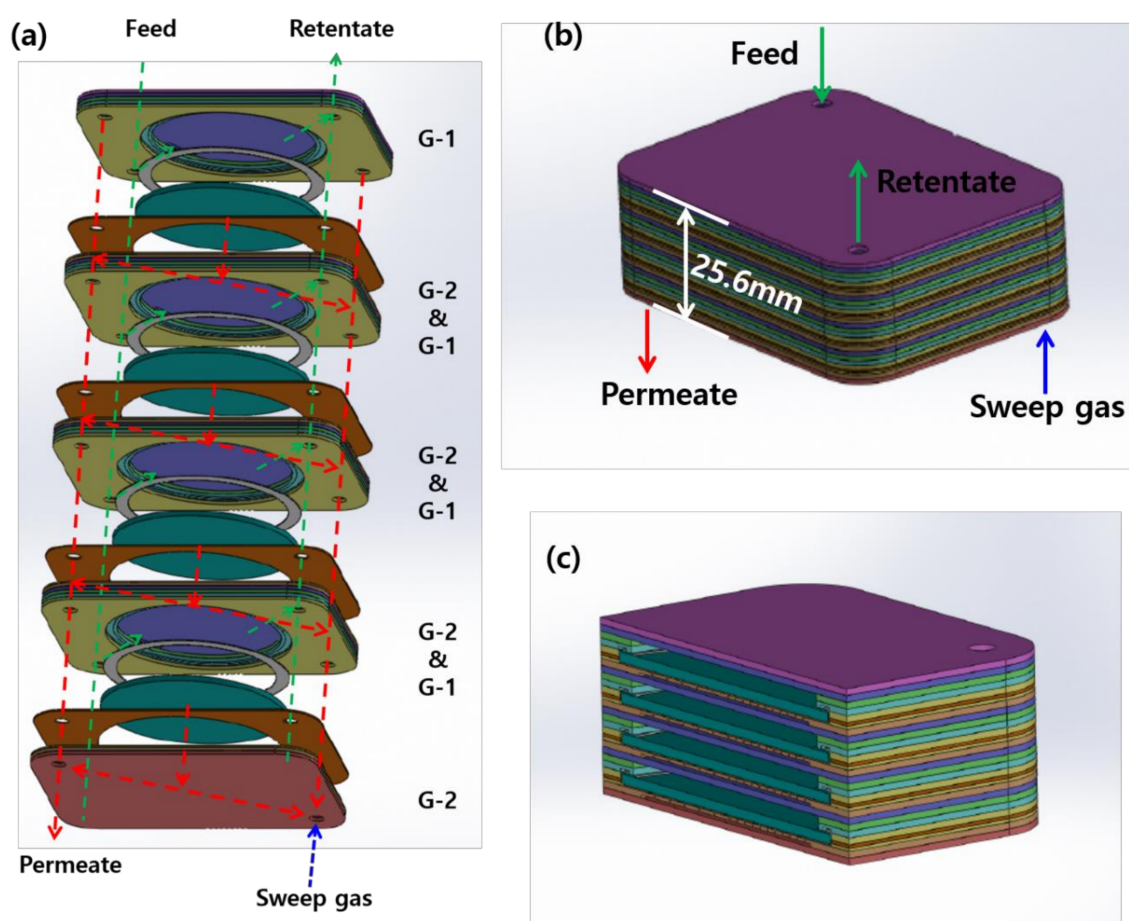 (a)
Feed
Retentate
G-1
G-2
&
G-1
G-2
&
G-1
G-2
&
G-1
G-2
Permeate
Sweep gas
(b)
Feed
Retentate
25.6mm
Permeate
Sweep gas
(c)